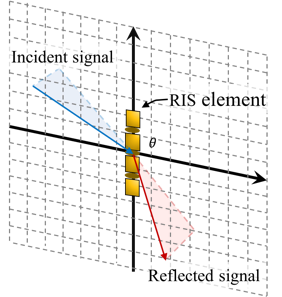 Incident signal
RIS element
θ
Reflected signal